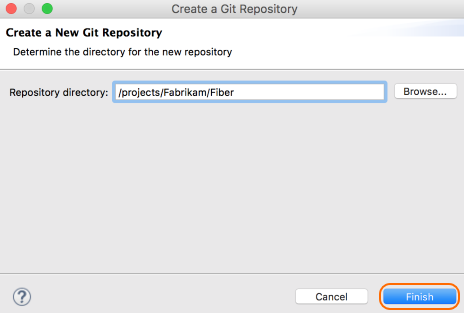 Create a Git Repository
Create a New Git Repository
Determine the directory for the new repository
Repository directory: /projects/Fabrikam/Fiber Browse...
? Cancel Finish